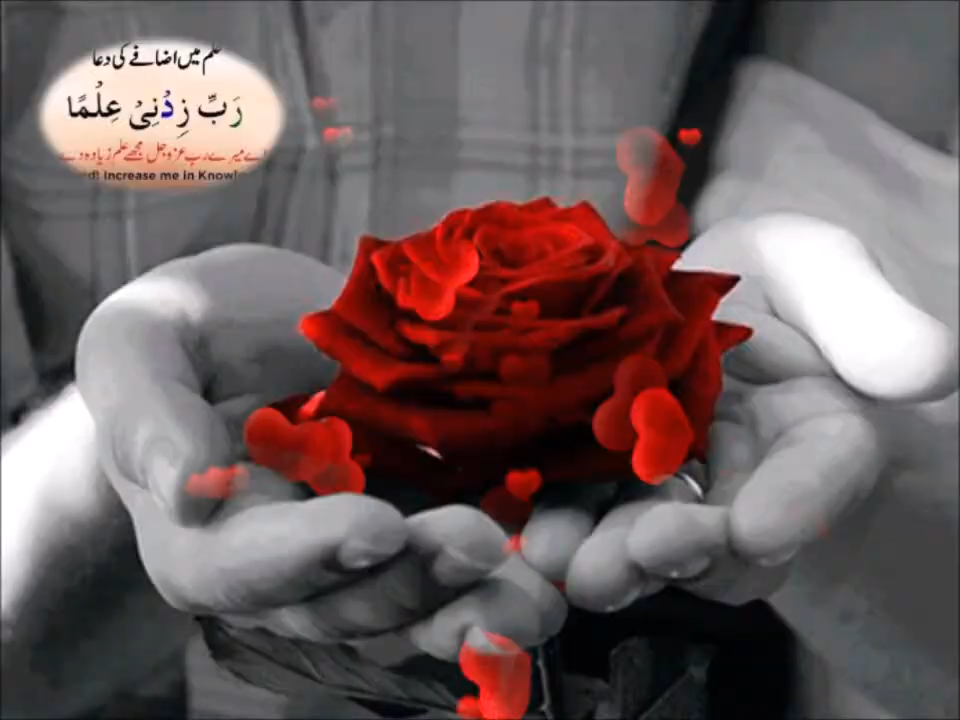 علم میں اضافے کی دعا
رَبِّ زِدْنِیْ عِلْمًا
اے میرے رب عزوجل مجھے علم زیادہ دے
d! Increase me in Knowl